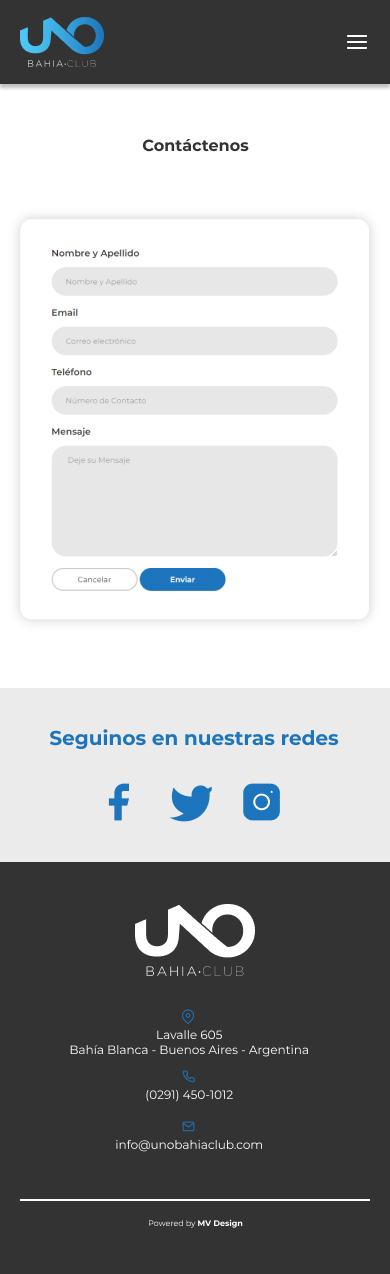 UNO
BAHIA·CLUB
Contáctenos
Nombre y Apellido
Nombre y Apellido
Email
Correo electrónico
Teléfono
Número de Contacto
Mensaje
Deje su Mensaje
Cancelar
Enviar
Seguinos en nuestras redes
UNO
BAHIA·CLUB
Lavalle 605
Bahía Blanca - Buenos Aires - Argentina
(0291) 450-1012
info@unobahiaclub.com
Powered by MV Design